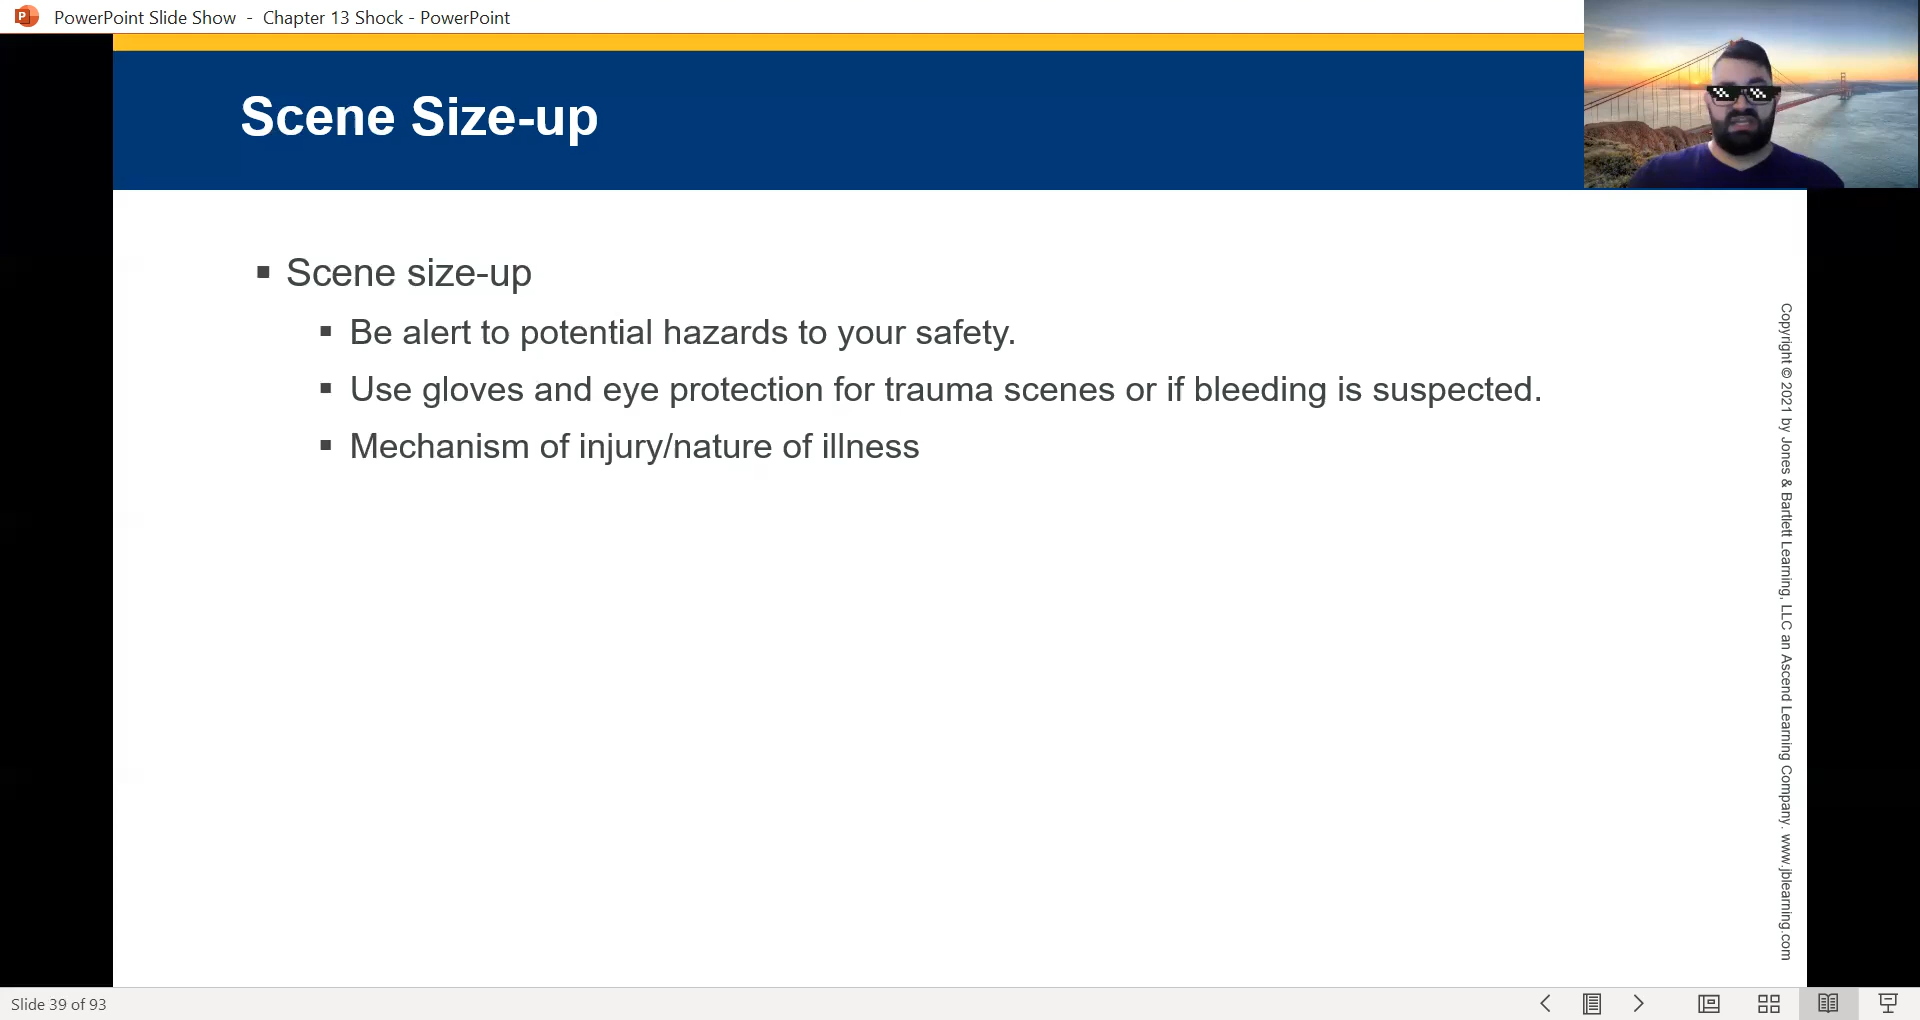 PowerPoint Slide Show - Chapter 13 Shock - PowerPoint
Scene Size-up
Scene size-up
Be alert to potential hazards to your safety.
Use gloves and eye protection for trauma scenes or if bleeding is suspected.
Mechanism of injury/nature of illness
Copyright © 2021 by Jones & Bartlett Learning, LLC an Ascend Learning Company. www.jblearning.com
Slide 39 of 93